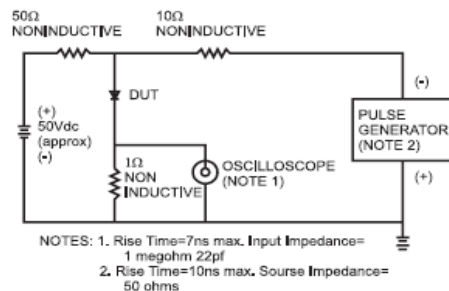 50Ω
NONINDUCTIVE
10Ω
NONINDUCTIVE
DUT
(+)
50Vdc
(approx)
(-)
1Ω
NON
INDUCTIVE
OSCILLOSCOPE
(NOTE 1)
(-)
PULSE
GENERATOR
(NOTE 2)
(+)
NOTES: 1. Rise Time=7ns max. Input Impedance=
1 megohm 22pf
2. Rise Time=10ns max. Sourse Impedance=
50 ohms